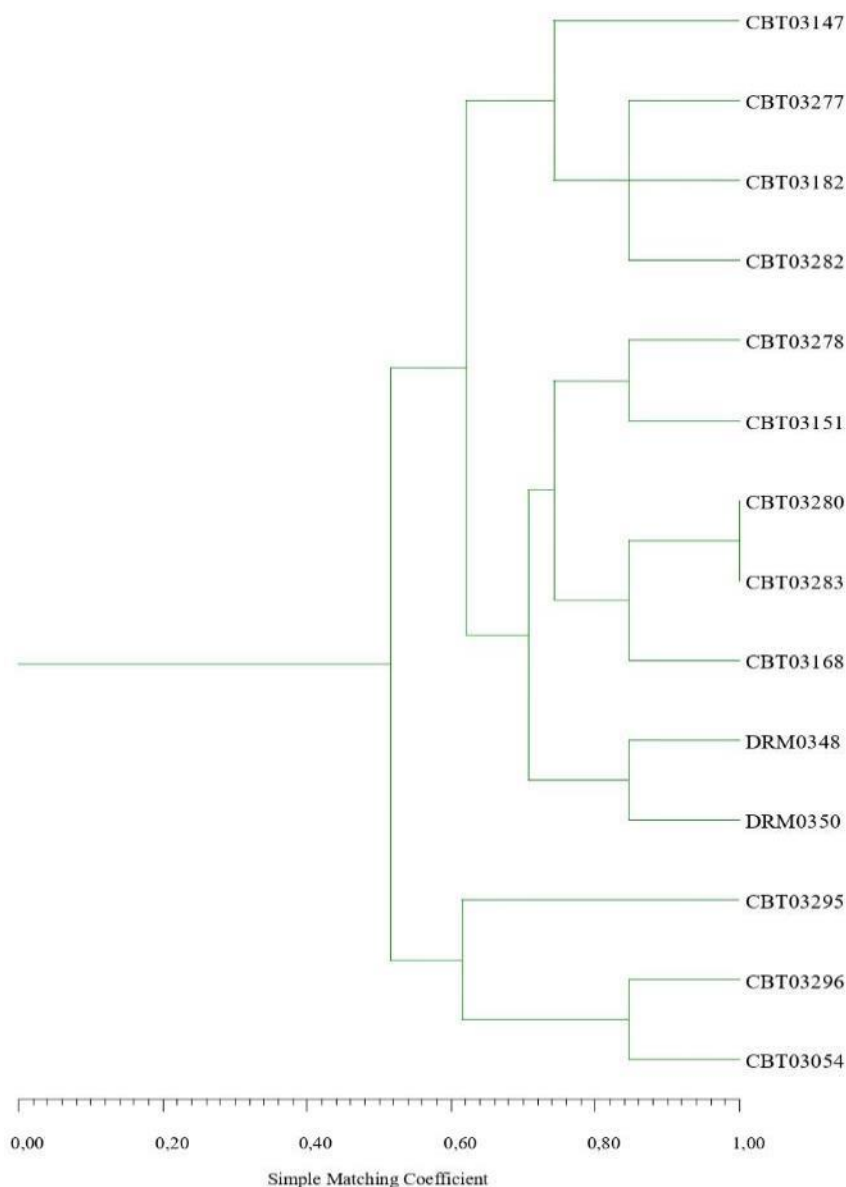 CBT03147
CBT03277
CBT03182
CBT03282
CBT03278
CBT03151
CBT03280
CBT03283
CBT03168
DRM0348
DRM0350
CBT03295
CBT03296
CBT03054
0,00 0,20 0,40 0,60 0,80 1,00
Simple Matching Coefficient